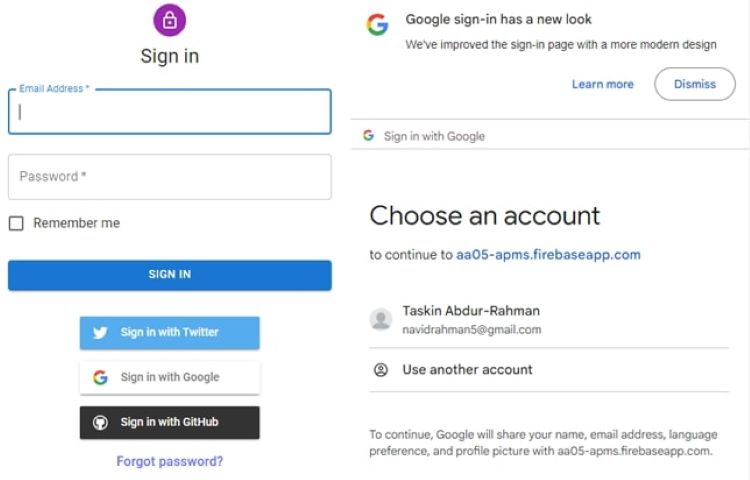 Sign in
Email Address *
Password *
Remember me
SIGN IN
Sign in with Twitter
Sign in with Google
Sign in with GitHub
Forgot password?
Google sign-in has a new look
We've improved the sign-in page with a more modern design
Learn more
Dismiss
Sign in with Google
Choose an account
to continue to aa05-apms.firebaseapp.com
Taskin Abdur-Rahman
navidrahman5@gmail.com
Use another account
To continue, Google will share your name, email address, language
preference, and profile picture with aa05-apms.firebaseapp.com.